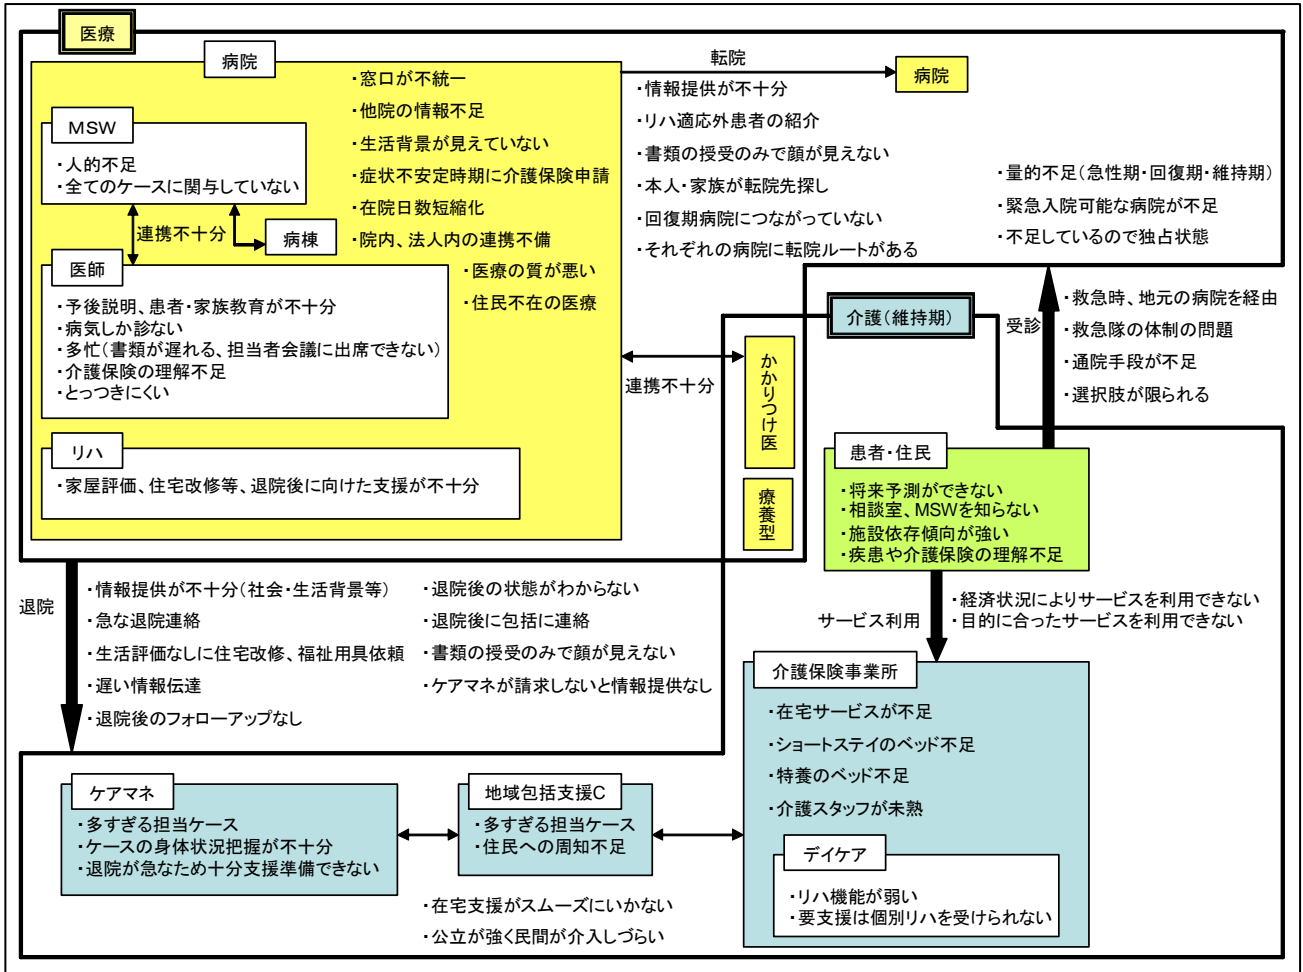 医療
病院
・窓口が不統一
・他院の情報不足
・生活背景が見えていない
・症状不安定時期に介護保険申請
・在院日数短縮化
・院内、法人内の連携不備
・医療の質が悪い
・住民不在の医療
MSW
・人的不足
・全てのケースに関与していない
連携不十分
病棟
医師
・予後説明、患者・家族教育が不十分
・病気しか診ない
・多忙(書類が遅れる、担当者会議に出席できない)
・介護保険の理解不足
・とっつきにくい
リハ
・家屋評価、住宅改修等、退院後に向けた支援が不十分
転院
病院
・情報提供が不十分
・リハ適応外患者の紹介
・書類の授受のみで顔が見えない
・本人・家族が転院先探し
・回復期病院につながっていない
・それぞれの病院に転院ルートがある
・量的不足(急性期・回復期・維持期)
・緊急入院可能な病院が不足
・不足しているので独占状態
介護(維持期)
受診
・救急時、地元の病院を経由
・救急隊の体制の問題
・通院手段が不足
・選択肢が限られる
連携不十分
かかりつけ医
療養型
患者・住民
・将来予測ができない
・相談室、MSWを知らない
・施設依存傾向が強い
・疾患や介護保険の理解不足
退院
・情報提供が不十分(社会・生活背景等)
・急な退院連絡
・生活評価なしに住宅改修、福祉用具依頼
・遅い情報伝達
・退院後のフォローアップなし
・退院後の状態がわからない
・退院後に包括に連絡
・書類の授受のみで顔が見えない
・ケアマネが請求しないと情報提供なし
サービス利用
・経済状況によりサービスを利用できない
・目的に合ったサービスを利用できない
介護保険事業所
・在宅サービスが不足
・ショートステイのベッド不足
・特養のベッド不足
・介護スタッフが未熟
デイケア
・リハ機能が弱い
・要支援は個別リハを受けられない
ケアマネ
・多すぎる担当ケース
・ケースの身体状況把握が不十分
・退院が急なため十分支援準備できない
地域包括支援C
・多すぎる担当ケース
・住民への周知不足
・在宅支援がスムーズにいかない
・公立が強く民間が介入しづらい